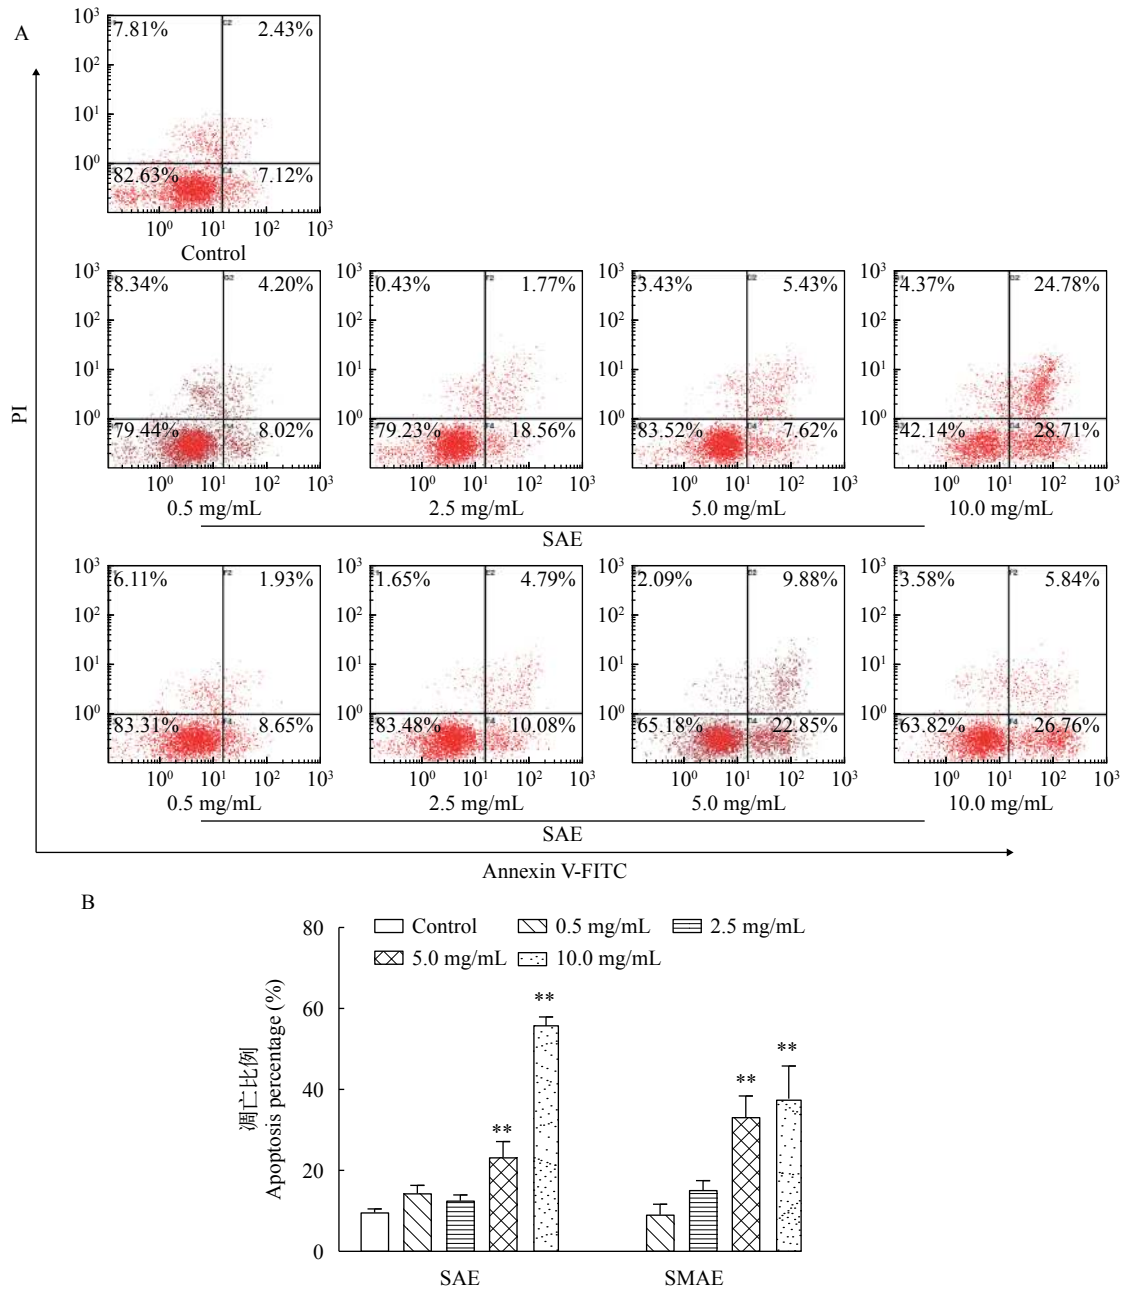 A
10³
10²
10¹
10⁰
7.81% 2.43%
82.63% 7.12%
10⁰ 10¹ 10² 10³
Control
PI
10³
10²
10¹
10⁰
8.34% 4.20%
79.44% 8.02%
10⁰ 10¹ 10² 10³
0.5 mg/mL
10³
10²
10¹
10⁰
0.43% 1.77%
79.23% 18.56%
10⁰ 10¹ 10² 10³
2.5 mg/mL
10³
10²
10¹
10⁰
3.43% 5.43%
83.52% 7.62%
10⁰ 10¹ 10² 10³
5.0 mg/mL
10³
10²
10¹
10⁰
4.37% 24.78%
42.14% 28.71%
10⁰ 10¹ 10² 10³
10.0 mg/mL
SAE
10³
10²
10¹
10⁰
6.11% 1.93%
83.31% 8.65%
10⁰ 10¹ 10² 10³
0.5 mg/mL
10³
10²
10¹
10⁰
1.65% 4.79%
83.48% 10.08%
10⁰ 10¹ 10² 10³
2.5 mg/mL
10³
10²
10¹
10⁰
2.09% 9.88%
65.18% 22.85%
10⁰ 10¹ 10² 10³
5.0 mg/mL
10³
10²
10¹
10⁰
3.58% 5.84%
63.82% 26.76%
10⁰ 10¹ 10² 10³
10.0 mg/mL
SAE
Annexin V-FITC
B
Control 0.5 mg/mL 2.5 mg/mL
5.0 mg/mL 10.0 mg/mL
凋亡比例
Apoptosis percentage (%)
80
60
40
20
0
**
**
**
**
SAE SMAE